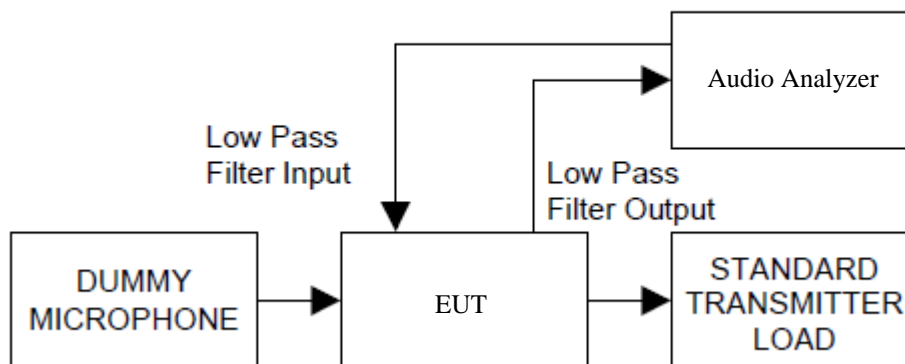 Audio Analyzer
Low Pass
Filter Input
Low Pass
Filter Output
DUMMY
MICROPHONE
EUT
STANDARD
TRANSMITTER
LOAD